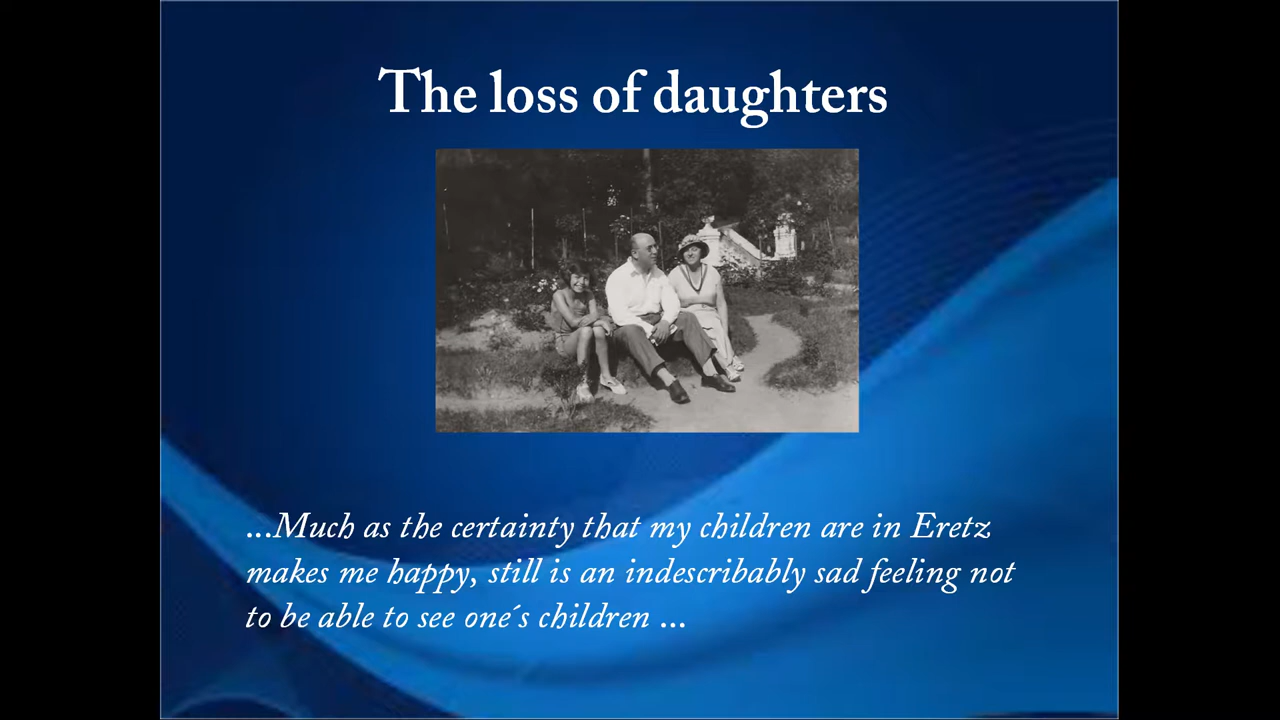 The loss of daughters
...Much as the certainty that my children are in Eretz
makes me happy, still is an indescribably sad feeling not
to be able to see one´s children ...